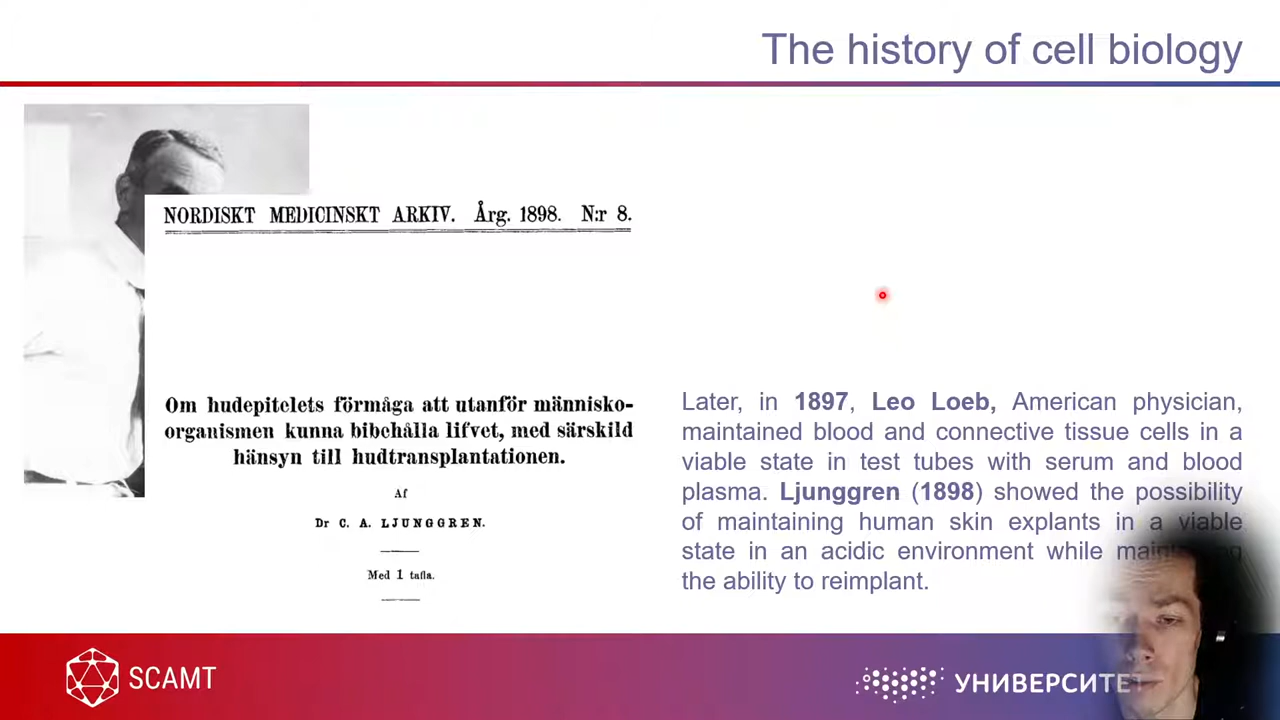 The history of cell biology
NORDISKT MEDICINSKT ARKIV. Årg. 1898. N:r 8.
Om hudepitelets förmåga att utanför människo-
organismen kunna bibehålla lifvet, med särskild
hänsyn till hudtransplantationen.
Af
Dr C. A. LJUNGGREN.
Med 1 tafla.
Later, in 1897, Leo Loeb, American physician,
maintained blood and connective tissue cells in a
viable state in test tubes with serum and blood
plasma. Ljunggren (1898) showed the possibility
of maintaining human skin explants in a viable
state in an acidic environment while maintaining
the ability to reimplant.
SCAMT
УНИВЕРСИТЕТ